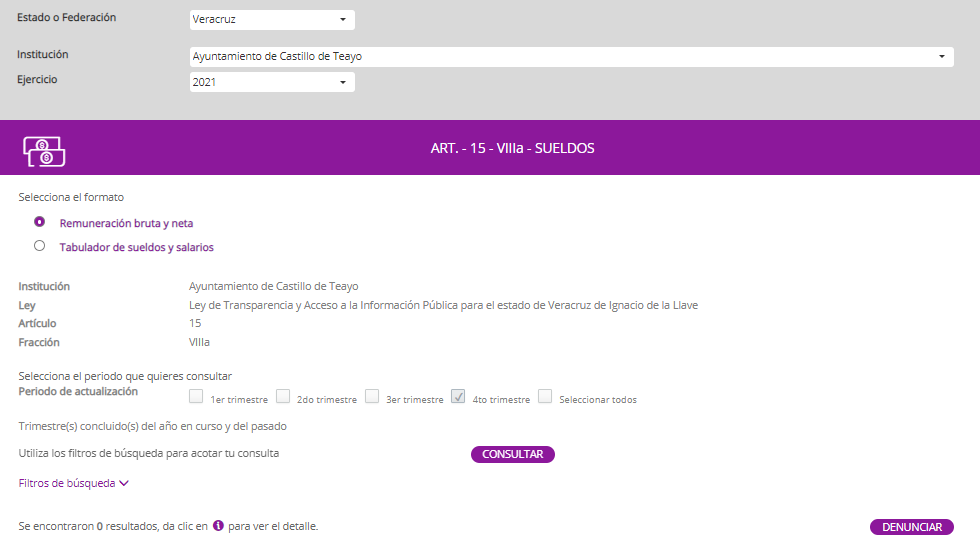 Estado o Federación Veracruz
Institución Ayuntamiento de Castillo de Teayo
Ejercicio 2021
ART. - 15 - VIIIa - SUELDOS
Selecciona el formato
Remuneración bruta y neta
Tabulador de sueldos y salarios
Institución Ayuntamiento de Castillo de Teayo
Ley Ley de Transparencia y Acceso a la Información Pública para el estado de Veracruz de Ignacio de la Llave
Artículo 15
Fracción VIIIa
Selecciona el periodo que quieres consultar
Periodo de actualización 1er trimestre 2do trimestre 3er trimestre 4to trimestre Seleccionar todos
Trimestre(s) concluido(s) del año en curso y del pasado
Utiliza los filtros de búsqueda para acotar tu consulta CONSULTAR
Filtros de búsqueda
Se encontraron 0 resultados, da clic en i para ver el detalle. DENUNCIAR